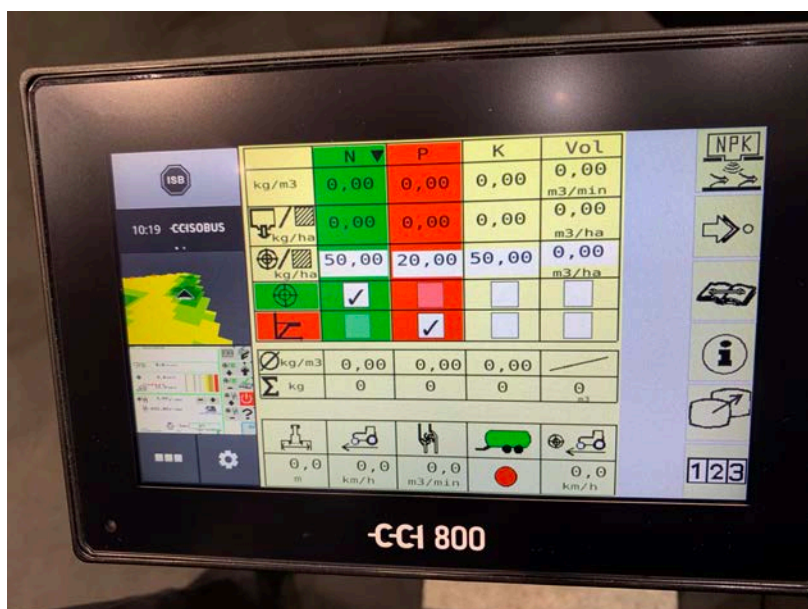 N P K Vol
kg/m3 0,00 0,00 0,00 0,00
m3/min
kg/ha 0,00 0,00 0,00 0,00
m3/ha
kg/ha 50,00 20,00 50,00 0,00
m3/ha
kg/m3 0,00 0,00 0,00
Σ kg 0 0 0 0
m3
0,0 0,0 0,0 0,0
m km/h m3/min km/h
ISB
10:19 CCISOBUS
NPK
i
123
CCI 800